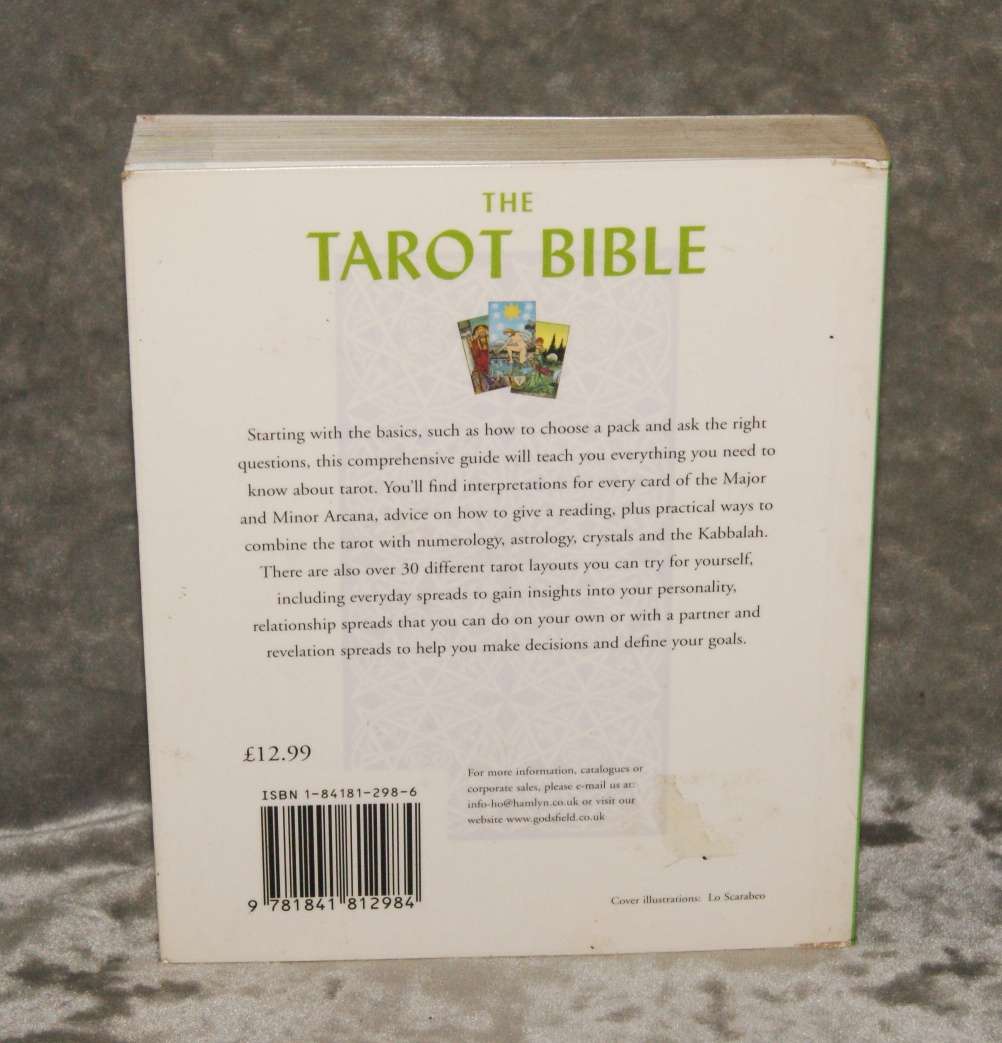 THE
TAROT BIBLE
Starting with the basics, such as how to choose a pack and ask the right
questions, this comprehensive guide will teach you everything you need to
know about tarot. You'll find interpretations for every card of the Major
and Minor Arcana, advice on how to give a reading, plus practical ways to
combine the tarot with numerology, astrology, crystals and the Kabbalah.
There are also over 30 different tarot layouts you can try for yourself,
including everyday spreads to gain insights into your personality,
relationship spreads that you can do on your own or with a partner and
revelation spreads to help you make decisions and define your goals.
£12.99
ISBN 1-84181-298-6
9 781841 812984
For more information, catalogues or
corporate sales, please e-mail us at:
info-ho@hamlyn.co.uk or visit our
website www.godsfield.co.uk
Cover illustrations: Lo Scarabeo